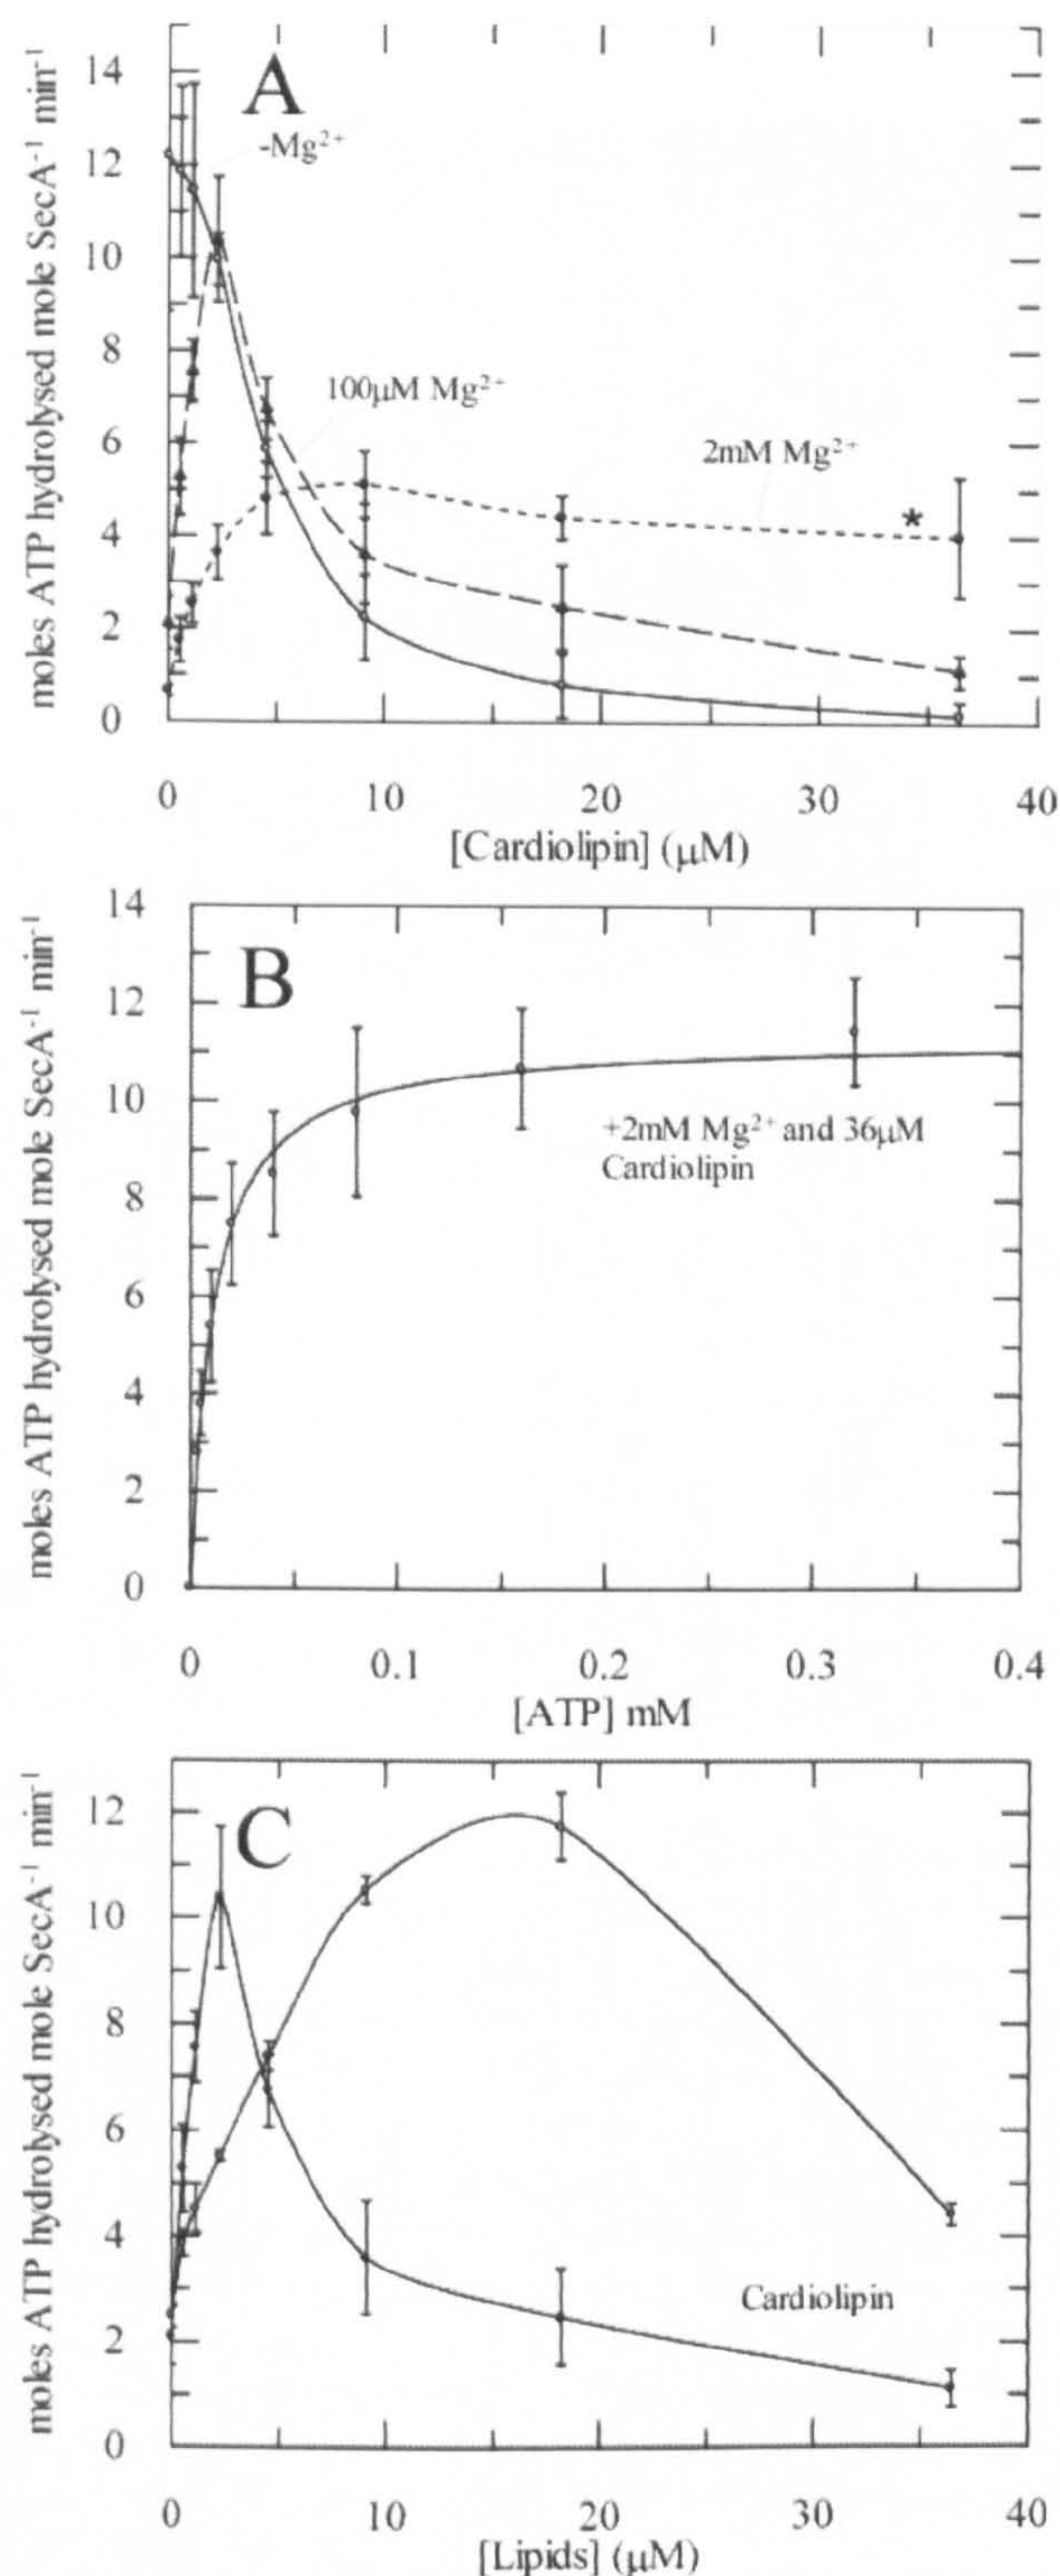 moles ATP hydrolysed mole SecA⁻¹ min⁻¹
14
12
10
8
6
4
2
0
A
-Mg²⁺
100μM Mg²⁺
2mM Mg²⁺
*
0 10 20 30 40
[Cardiolipin] (μM)
moles ATP hydrolysed mole SecA⁻¹ min⁻¹
14
12
10
8
6
4
2
0
B
+2mM Mg²⁺ and 36μM
Cardiolipin
0 0.1 0.2 0.3 0.4
[ATP] mM
moles ATP hydrolysed mole SecA⁻¹ min⁻¹
12
10
8
6
4
2
0
C
Cardiolipin
0 10 20 30 40
[Lipids] (μM)